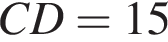 CD = 15